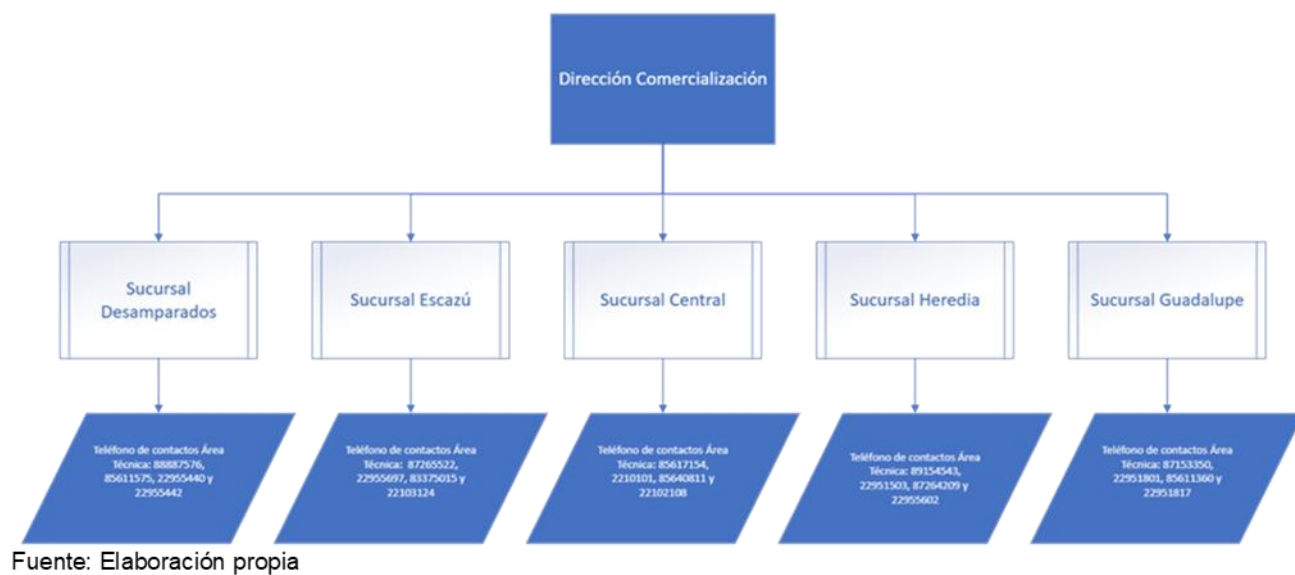 Dirección Comercialización
Sucursal
Desamparados
Sucursal Escazú
Sucursal Central
Sucursal Heredia
Sucursal Guadalupe
Teléfono de contactos Área
Técnica: 88887576,
85611575, 22955440 y
22955442
Teléfono de contactos Área
Técnica: 87265522,
22955697, 83375015 y
22103124
Teléfono de contactos Área
Técnica: 85617154,
2210101, 85640811 y
22102108
Teléfono de contactos Área
Técnica: 89154543,
22951503, 87264209 y
22955602
Teléfono de contactos Área
Técnica: 87153350,
22951801, 85611360 y
22951817
Fuente: Elaboración propia